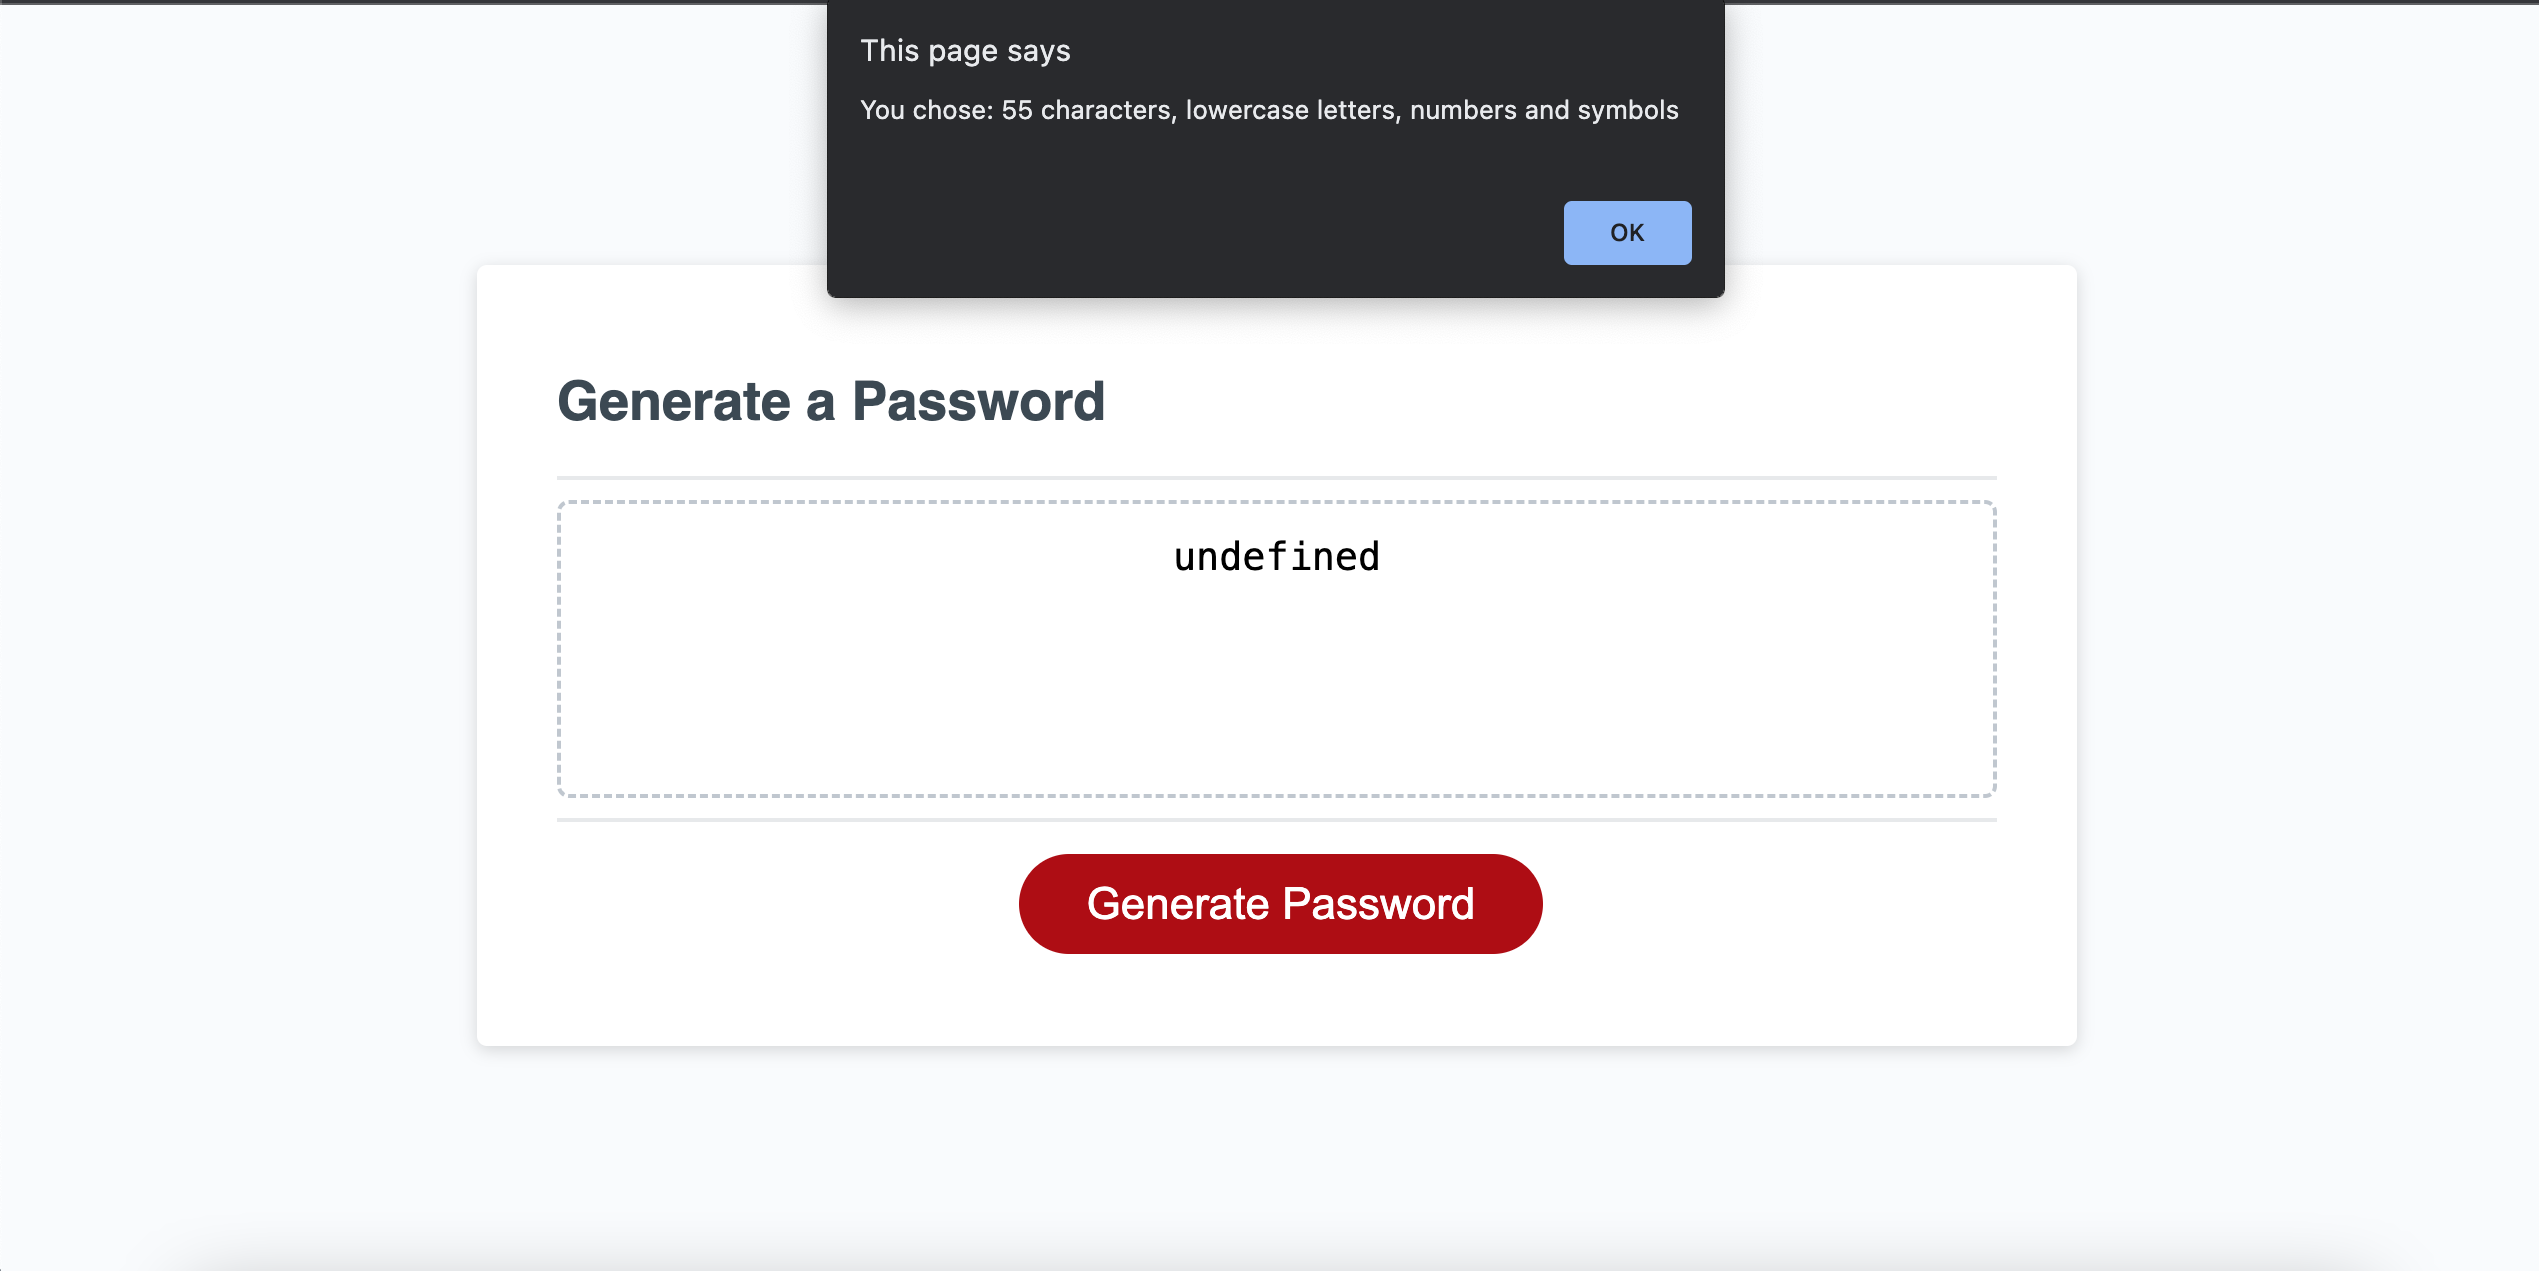 This page says
You chose: 55 characters, lowercase letters, numbers and symbols
OK
Generate a Password
undefined
Generate Password